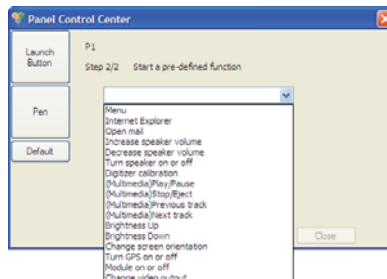 Panel Control Center
Launch
Button
P1
Step 2/2 Start a pre-defined function
Pen
Default
Menu
Internet Explorer
Open mail
Increase speaker volume
Decrease speaker volume
Turn speaker on or off
Digitizer calibration
(Multimedia)Play/Pause
(Multimedia)Stop/Eject
(Multimedia)Previous track
(Multimedia)Next track
Brightness Up
Brightness Down
Change screen orientation
Turn GPS on or off
Module on or off
Change video output
Close